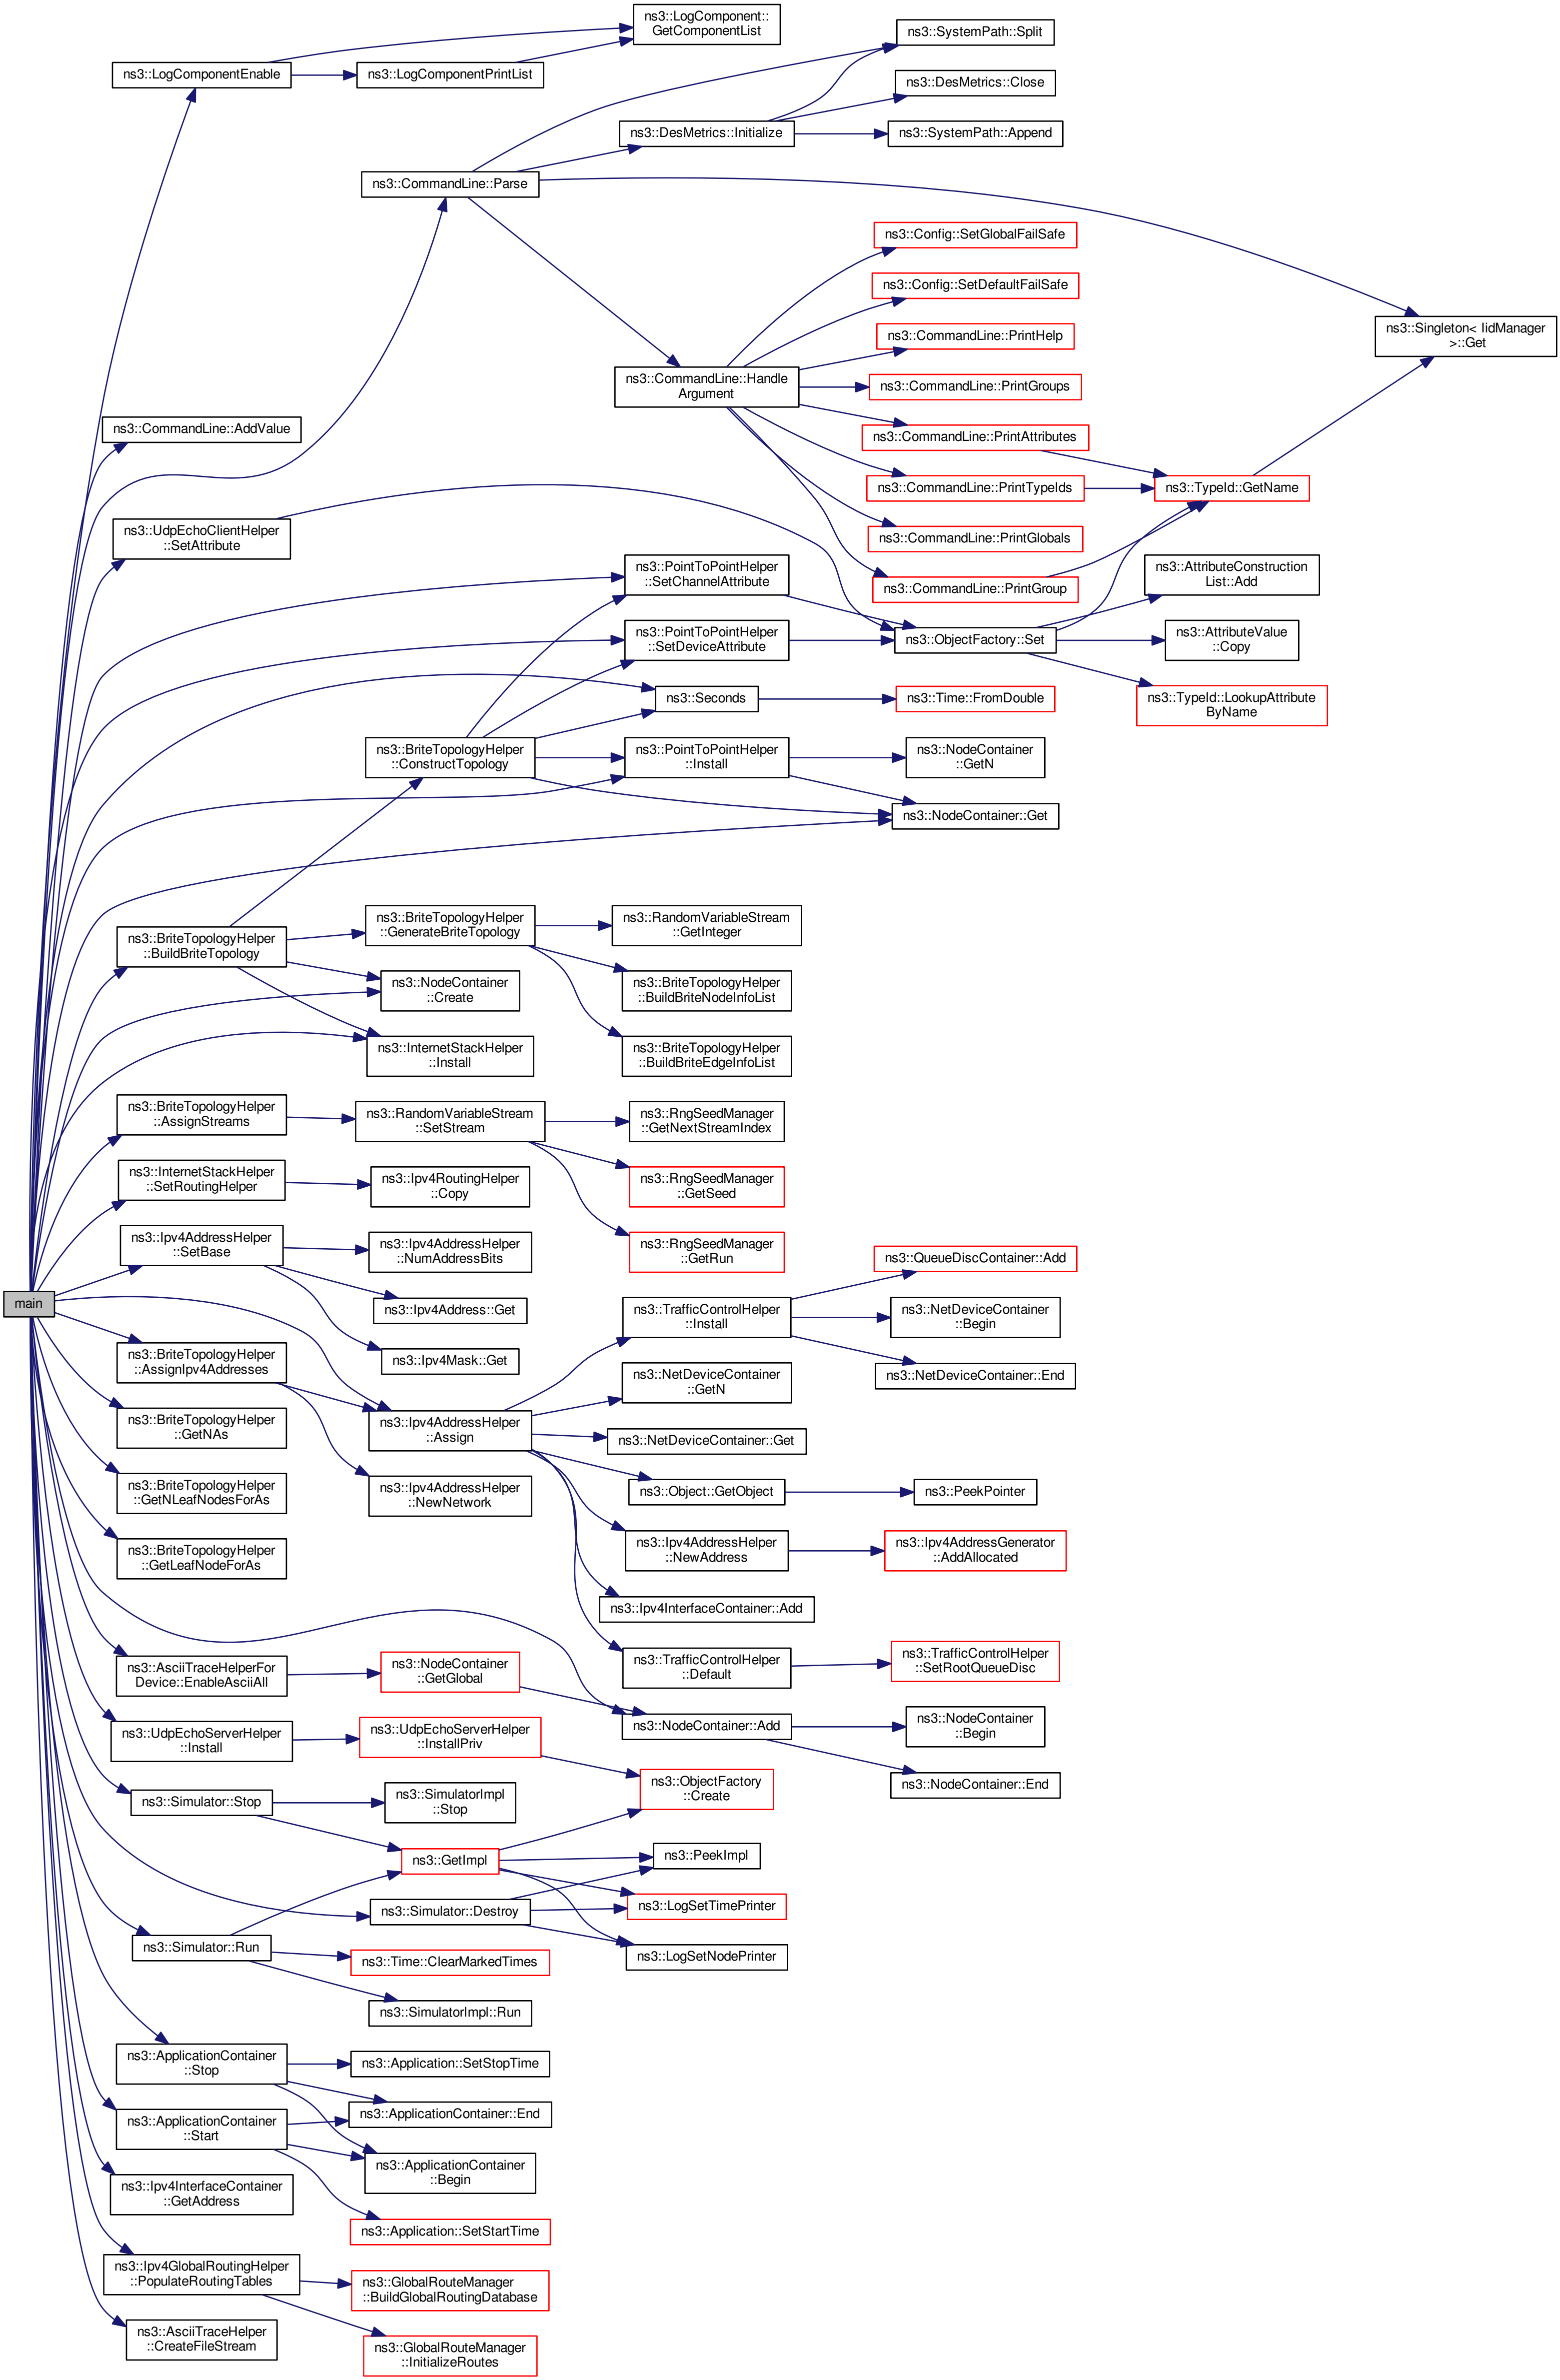 ns3::LogComponent::
GetComponentList
ns3::SystemPath::Split
ns3::LogComponentEnable
ns3::LogComponentPrintList
ns3::DesMetrics::Close
ns3::DesMetrics::Initialize
ns3::SystemPath::Append
ns3::CommandLine::Parse
ns3::Config::SetGlobalFailSafe
ns3::Config::SetDefaultFailSafe
ns3::CommandLine::PrintHelp
ns3::Singleton< IidManager
>::Get
ns3::CommandLine::Handle
Argument
ns3::CommandLine::PrintGroups
ns3::CommandLine::AddValue
ns3::CommandLine::PrintAttributes
ns3::CommandLine::PrintTypeIds
ns3::TypeId::GetName
ns3::UdpEchoClientHelper
::SetAttribute
ns3::CommandLine::PrintGlobals
ns3::PointToPointHelper
::SetChannelAttribute
ns3::CommandLine::PrintGroup
ns3::AttributeConstruction
List::Add
ns3::PointToPointHelper
::SetDeviceAttribute
ns3::ObjectFactory::Set
ns3::AttributeValue
::Copy
ns3::Seconds
ns3::Time::FromDouble
ns3::TypeId::LookupAttribute
ByName
ns3::BriteTopologyHelper
::ConstructTopology
ns3::PointToPointHelper
::Install
ns3::NodeContainer
::GetN
ns3::NodeContainer::Get
ns3::BriteTopologyHelper
::BuildBriteTopology
ns3::BriteTopologyHelper
::GenerateBriteTopology
ns3::RandomVariableStream
::GetInteger
ns3::NodeContainer
::Create
ns3::BriteTopologyHelper
::BuildBriteNodeInfoList
ns3::InternetStackHelper
::Install
ns3::BriteTopologyHelper
::BuildBriteEdgeInfoList
ns3::BriteTopologyHelper
::AssignStreams
ns3::RandomVariableStream
::SetStream
ns3::RngSeedManager
::GetNextStreamIndex
ns3::InternetStackHelper
::SetRoutingHelper
ns3::Ipv4RoutingHelper
::Copy
ns3::RngSeedManager
::GetSeed
ns3::Ipv4AddressHelper
::SetBase
ns3::Ipv4AddressHelper
::NumAddressBits
ns3::RngSeedManager
::GetRun
ns3::QueueDiscContainer::Add
main
ns3::Ipv4Address::Get
ns3::TrafficControlHelper
::Install
ns3::NetDeviceContainer
::Begin
ns3::BriteTopologyHelper
::AssignIpv4Addresses
ns3::Ipv4Mask::Get
ns3::NetDeviceContainer
::GetN
ns3::NetDeviceContainer::End
ns3::BriteTopologyHelper
::GetNAs
ns3::Ipv4AddressHelper
::Assign
ns3::NetDeviceContainer::Get
ns3::BriteTopologyHelper
::GetNLeafNodesForAs
ns3::Ipv4AddressHelper
::NewNetwork
ns3::Object::GetObject
ns3::PeekPointer
ns3::BriteTopologyHelper
::GetLeafNodeForAs
ns3::Ipv4AddressHelper
::NewAddress
ns3::Ipv4AddressGenerator
::AddAllocated
ns3::Ipv4InterfaceContainer::Add
ns3::AsciiTraceHelperFor
Device::EnableAsciiAll
ns3::NodeContainer
::GetGlobal
ns3::TrafficControlHelper
::Default
ns3::TrafficControlHelper
::SetRootQueueDisc
ns3::UdpEchoServerHelper
::Install
ns3::UdpEchoServerHelper
::InstallPriv
ns3::NodeContainer::Add
ns3::NodeContainer
::Begin
ns3::Simulator::Stop
ns3::SimulatorImpl
::Stop
ns3::ObjectFactory
::Create
ns3::NodeContainer::End
ns3::GetImpl
ns3::PeekImpl
ns3::Simulator::Destroy
ns3::LogSetTimePrinter
ns3::Simulator::Run
ns3::Time::ClearMarkedTimes
ns3::LogSetNodePrinter
ns3::SimulatorImpl::Run
ns3::ApplicationContainer
::Stop
ns3::Application::SetStopTime
ns3::ApplicationContainer
::Start
ns3::ApplicationContainer::End
ns3::ApplicationContainer
::Begin
ns3::Ipv4InterfaceContainer
::GetAddress
ns3::Application::SetStartTime
ns3::Ipv4GlobalRoutingHelper
::PopulateRoutingTables
ns3::GlobalRouteManager
::BuildGlobalRoutingDatabase
ns3::AsciiTraceHelper
::CreateFileStream
ns3::GlobalRouteManager
::InitializeRoutes